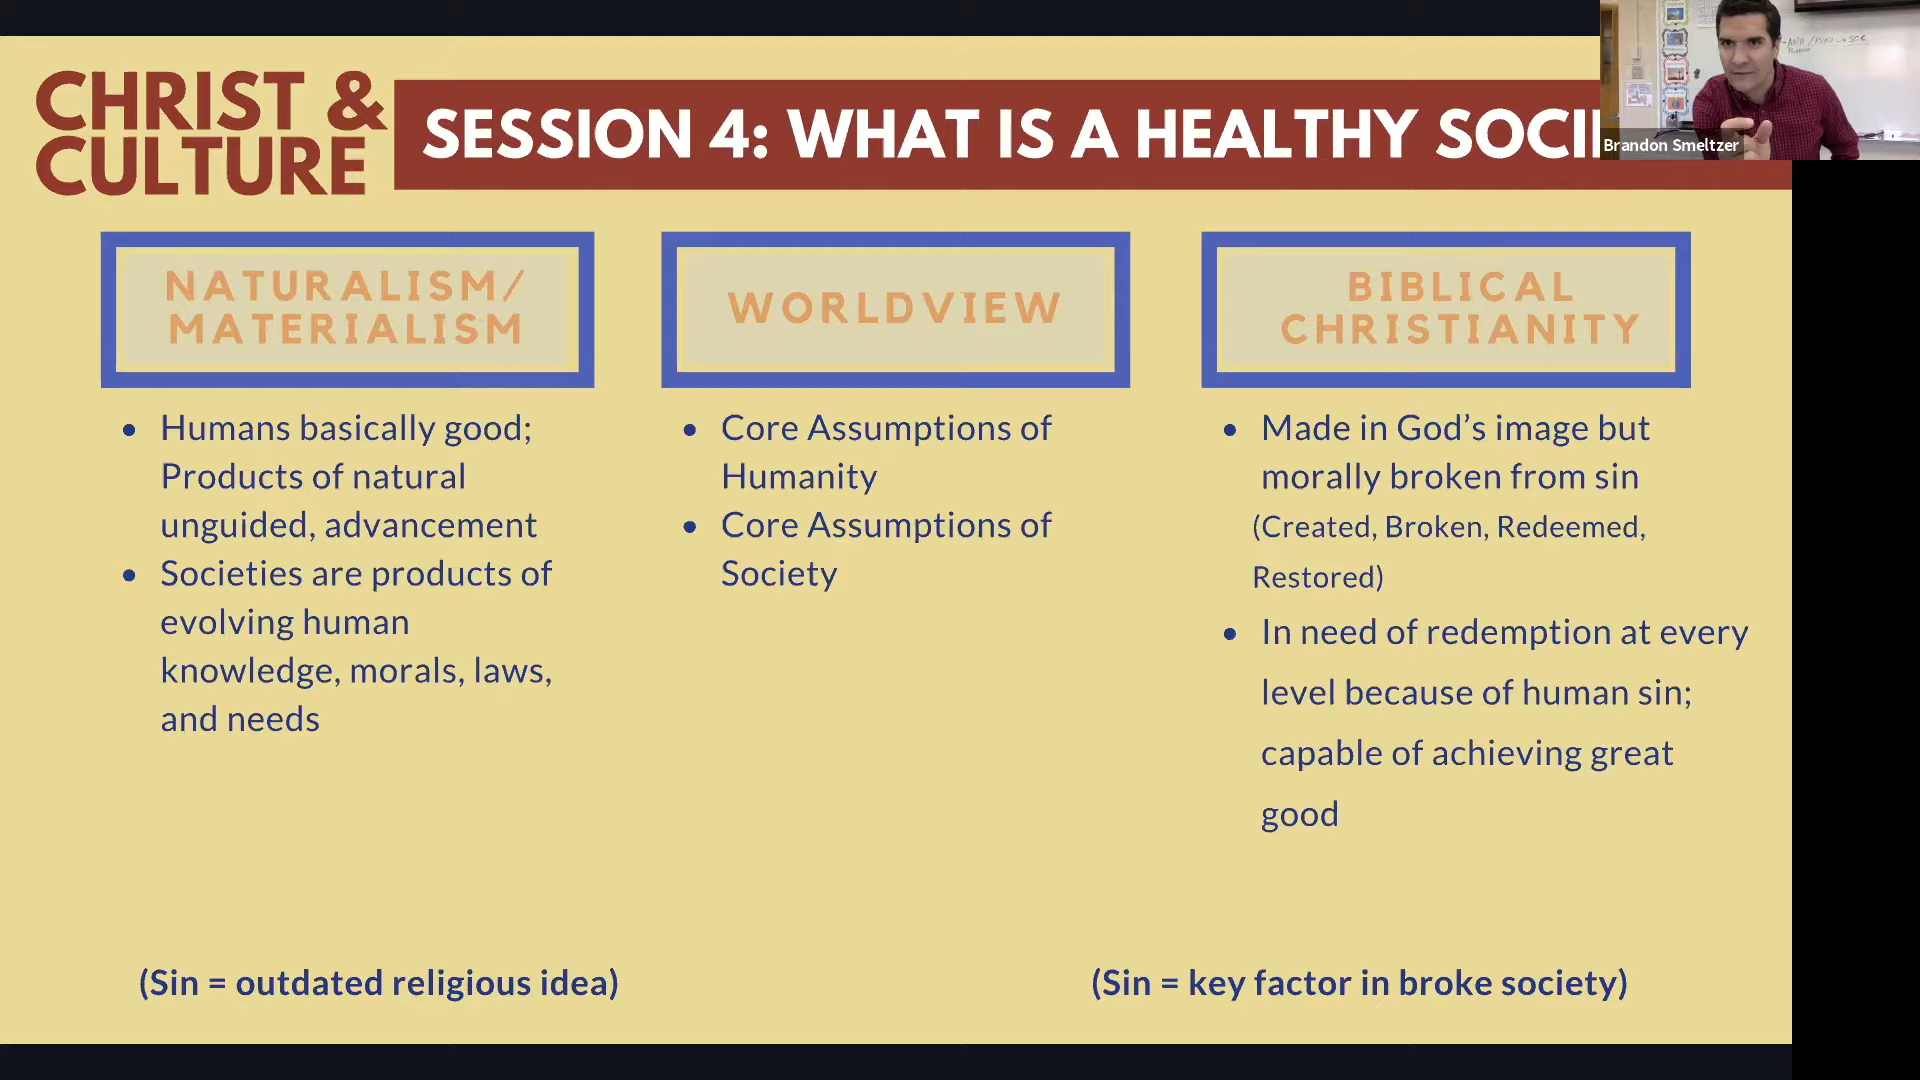 CHRIST &
CULTURE
SESSION 4: WHAT IS A HEALTHY SOCI
Brandon Smeltzer
NATURALISM/
MATERIALISM
Humans basically good;
Products of natural
unguided, advancement
Societies are products of
evolving human
knowledge, morals, laws,
and needs
(Sin = outdated religious idea)
WORLDVIEW
Core Assumptions of
Humanity
Core Assumptions of
Society
BIBLICAL
CHRISTIANITY
Made in God's image but
morally broken from sin
(Created, Broken, Redeemed,
Restored)
In need of redemption at every
level because of human sin;
capable of achieving great
good
(Sin = key factor in broke society)